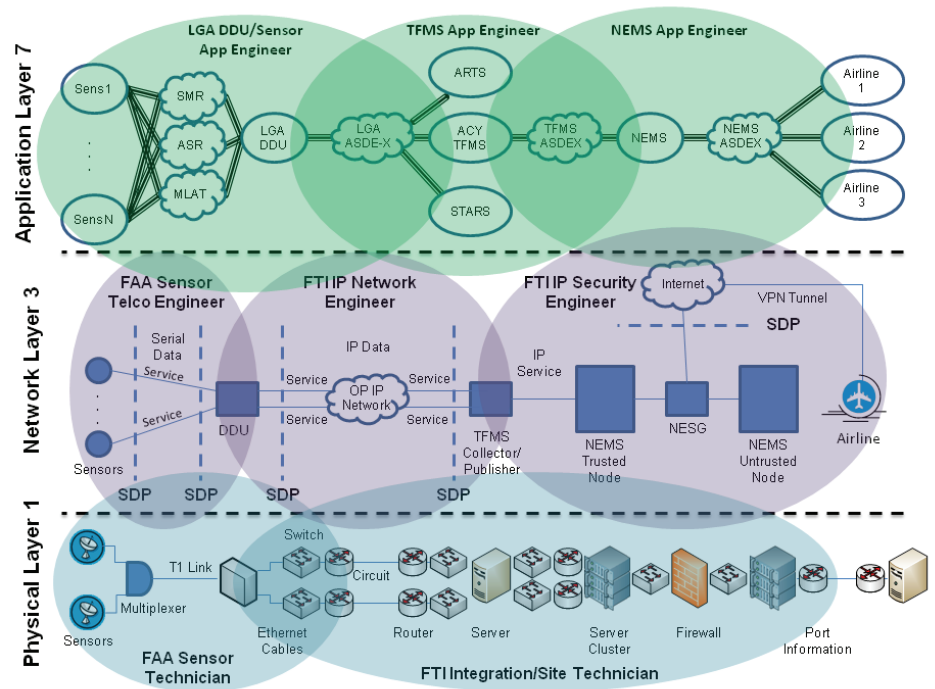 Application Layer 7
LGA DDU/Sensor
App Engineer
TFMS App Engineer
NEMS App Engineer
Sens1
.
.
.
SensN
SMR
ASR
MLAT
LGA
DDU
LGA
ASDE-X
ARTS
ACY
TFMS
STARS
TFMS
ASDEX
NEMS
NEMS
ASDEX
Airline
1
Airline
2
Airline
3
Network Layer 3
FAA Sensor
Telco Engineer
FTI IP Network
Engineer
FTI IP Security
Engineer
Internet
VPN Tunnel
SDP
Serial
Data
Service
Service
IP Data
Service
Service
OP IP
Network
Service
Service
IP
Service
.
.
.
Sensors
DDU
TFMS
Collector/
Publisher
NEMS
Trusted
Node
NESG
NEMS
Untrusted
Node
Airline
SDP
SDP
SDP
SDP
Physical Layer 1
Sensors
Multiplexer
T1 Link
Switch
Circuit
Ethernet
Cables
Router
Server
Server
Cluster
Firewall
Port
Information
FAA Sensor
Technician
FTI Integration/Site Technician